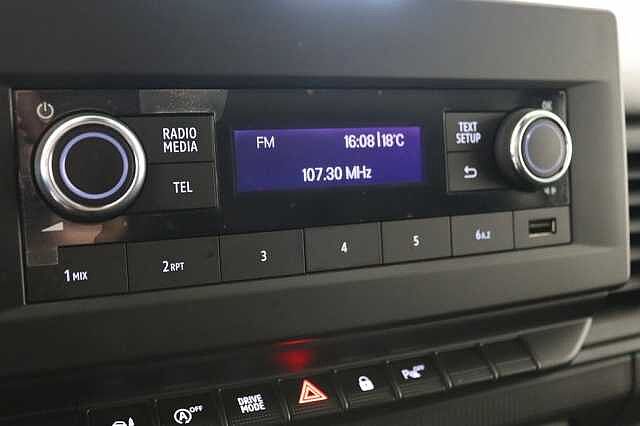 RADIO
MEDIA
TEL
FM 16:08 18°C
107.30 MHz
OK
TEXT
SETUP
1 MIX
2 RPT
3
4
5
6 A.Z
A OFF
DRIVE
MODE